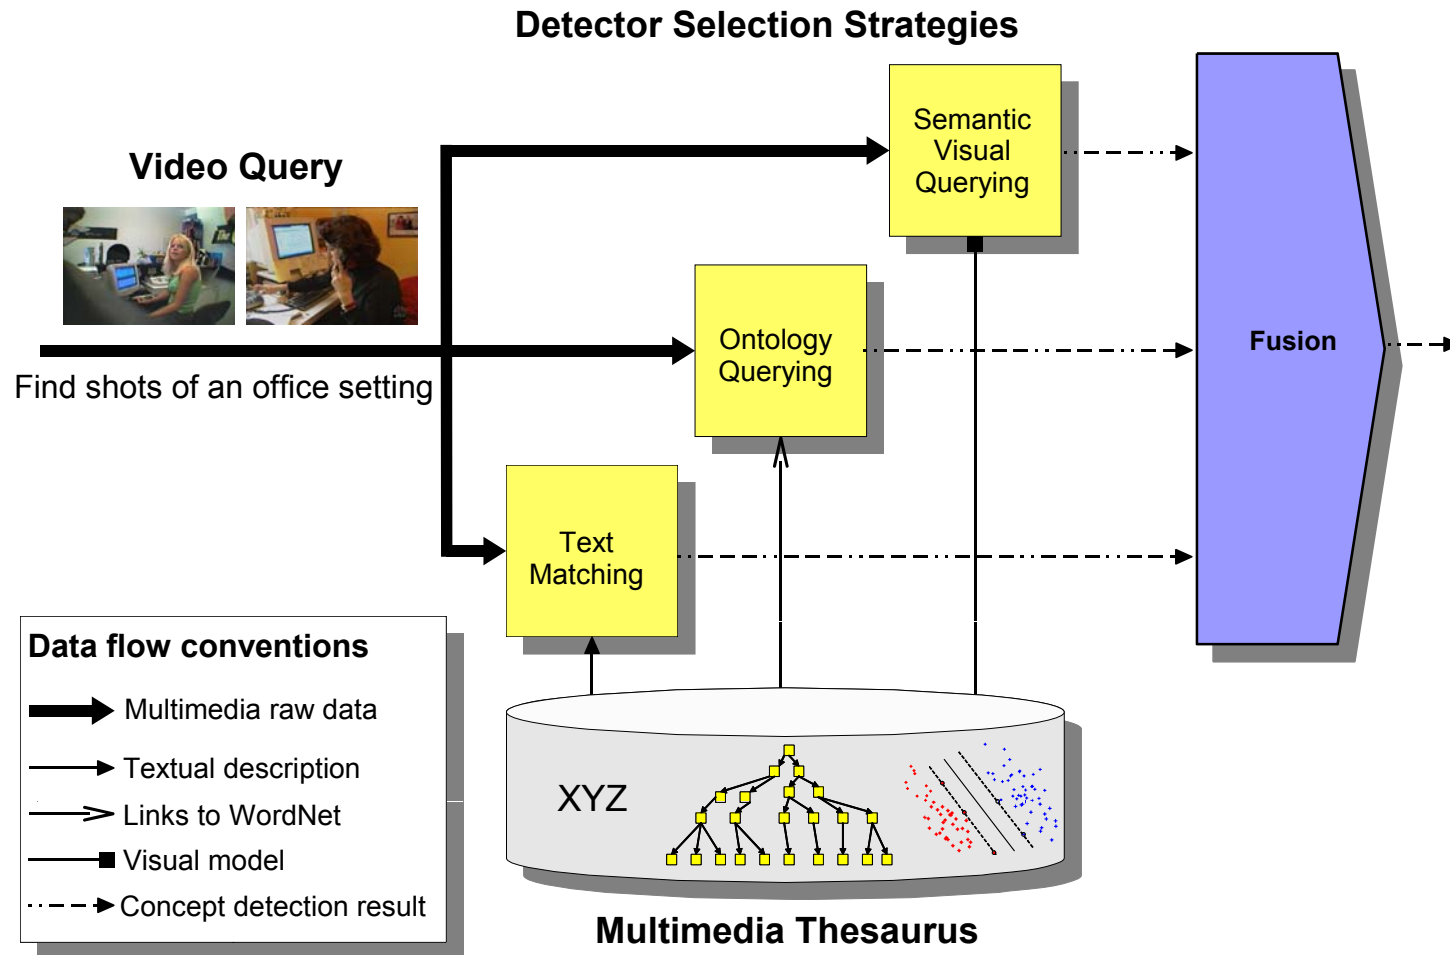 Detector Selection Strategies
Video Query
Find shots of an office setting
Semantic
Visual
Querying
Ontology
Querying
Text
Matching
Fusion
Data flow conventions
Multimedia raw data
Textual description
Links to WordNet
Visual model
Concept detection result
XYZ
Multimedia Thesaurus